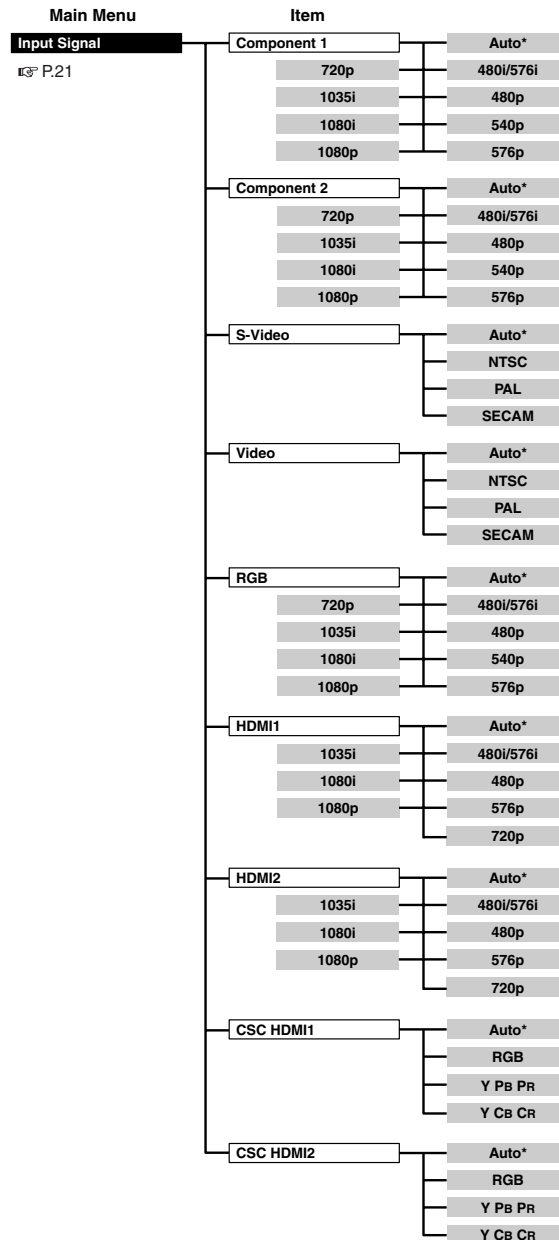 Main Menu Item
Input Signal Component 1 Auto*
☞ P.21 720p 480i/576i
1035i 480p
1080i 540p
1080p 576p
Component 2 Auto*
720p 480i/576i
1035i 480p
1080i 540p
1080p 576p
S-Video Auto*
NTSC
PAL
SECAM
Video Auto*
NTSC
PAL
SECAM
RGB Auto*
720p 480i/576i
1035i 480p
1080i 540p
1080p 576p
HDMI1 Auto*
1035i 480i/576i
1080i 480p
1080p 576p
720p
HDMI2 Auto*
1035i 480i/576i
1080i 480p
1080p 576p
720p
CSC HDMI1 Auto*
RGB
Y PB PR
Y CB CR
CSC HDMI2 Auto*
RGB
Y PB PR
Y CB CR